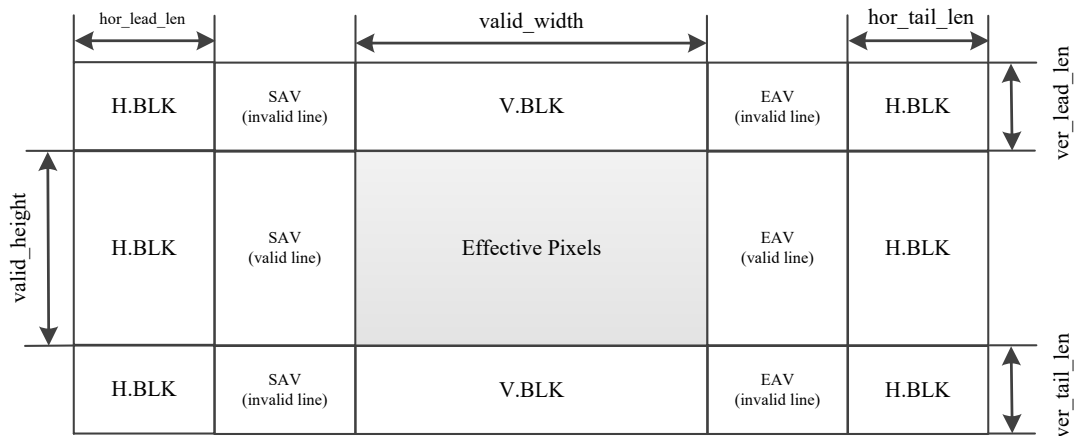 hor_lead_len
valid_width
hor_tail_len
H.BLK
SAV
(invalid line)
V.BLK
EAV
(invalid line)
H.BLK
ver_lead_len
valid_height
H.BLK
SAV
(valid line)
Effective Pixels
EAV
(valid line)
H.BLK
H.BLK
SAV
(invalid line)
V.BLK
EAV
(invalid line)
H.BLK
ver_tail_len